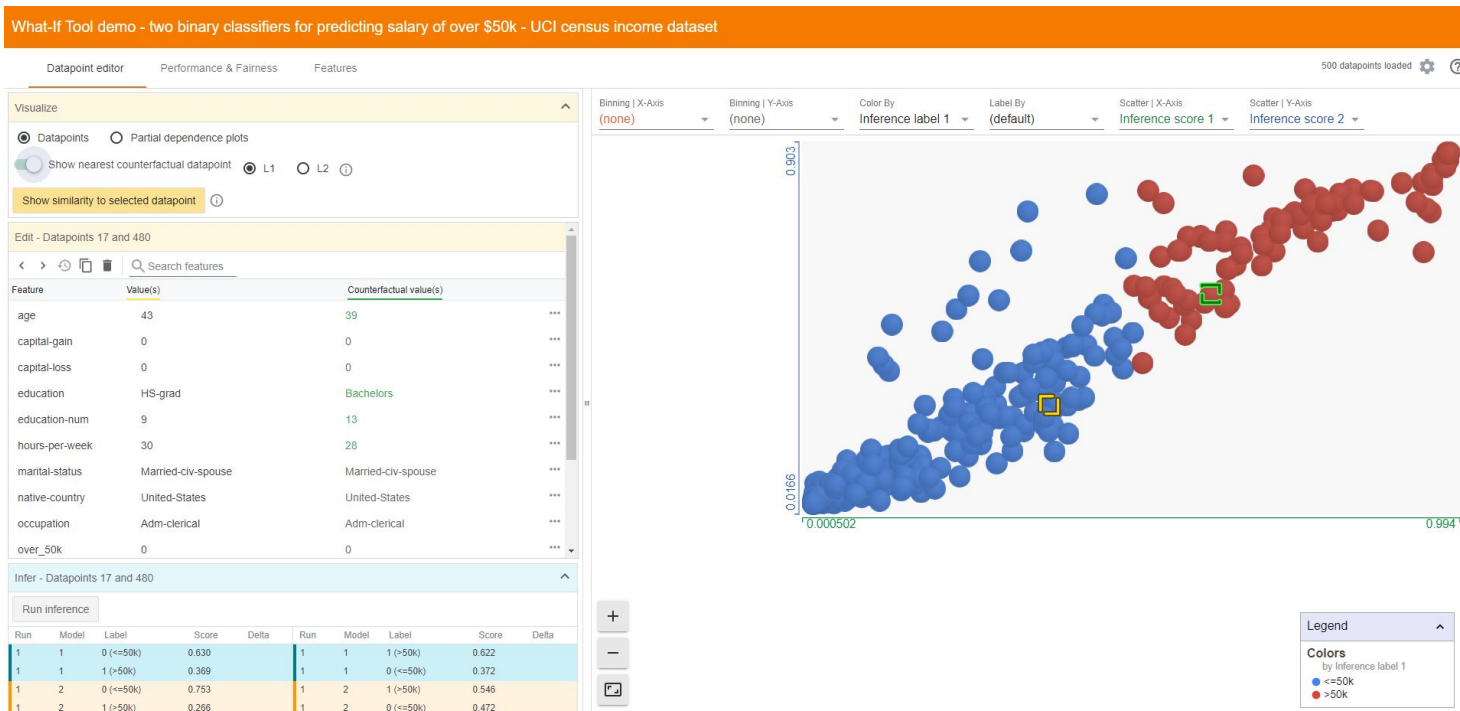 What-If Tool demo - two binary classifiers for predicting salary of over $50k - UCI census income dataset
Datapoint editor Performance & Fairness Features
500 datapoints loaded
Visualize
Datapoints Partial dependence plots
Show nearest counterfactual datapoint L1 L2
Show similarity to selected datapoint
Edit - Datapoints 17 and 480
Search features
Feature Value(s) Counterfactual value(s)
age 43 39
capital-gain 0 0
capital-loss 0 0
education HS-grad Bachelors
education-num 9 13
hours-per-week 30 28
marital-status Married-civ-spouse Married-civ-spouse
native-country United-States United-States
occupation Adm-clerical Adm-clerical
over_50k 0 0
Infer - Datapoints 17 and 480
Run inference
Run Model Label Score Delta Run Model Label Score Delta
1 1 0 (<=50k) 0.630 1 1 1 (>50k) 0.622
1 1 1 (>50k) 0.369 1 1 0 (<=50k) 0.372
1 2 0 (<=50k) 0.753 1 2 1 (>50k) 0.546
1 2 1 (>50k) 0.266 1 2 0 (<=50k) 0.472
Binning | X-Axis Binning | Y-Axis Color By Label By Scatter | X-Axis Scatter | Y-Axis
(none) (none) Inference label 1 (default) Inference score 1 Inference score 2
0.903
0.0166
0.000502 0.994
Legend
Colors
by Inference label 1
<=50k
>50k